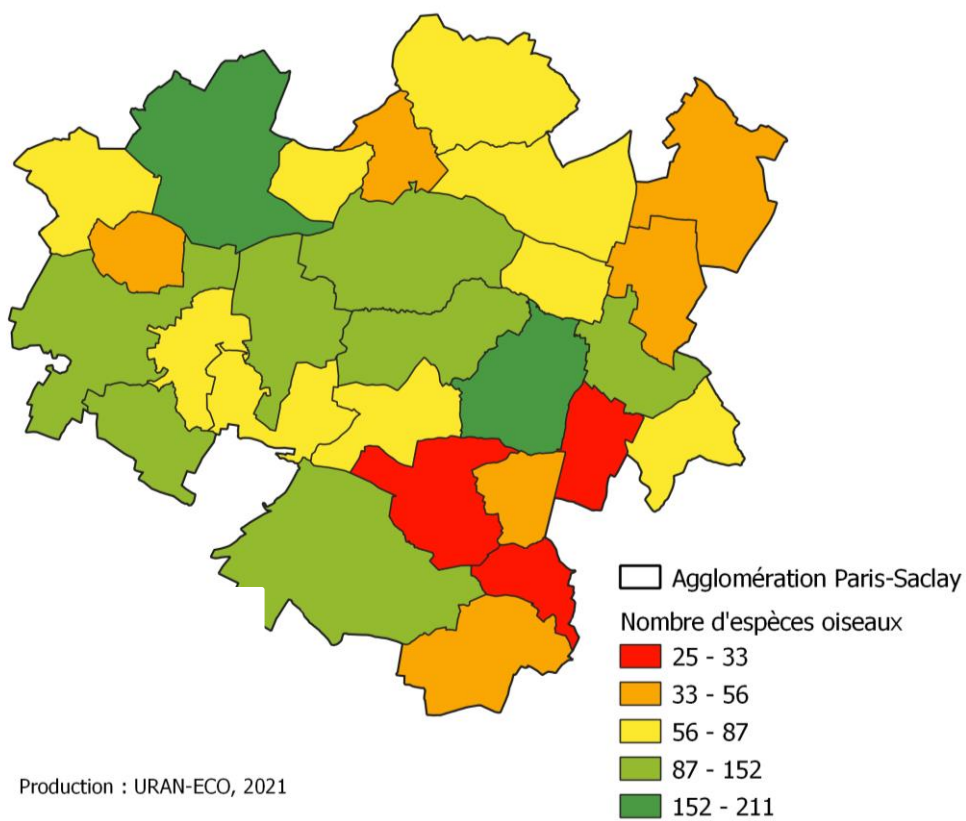 Agglomération Paris-Saclay
Nombre d'espèces oiseaux
25 - 33
33 - 56
56 - 87
87 - 152
152 - 211
Production : URAN-ECO, 2021